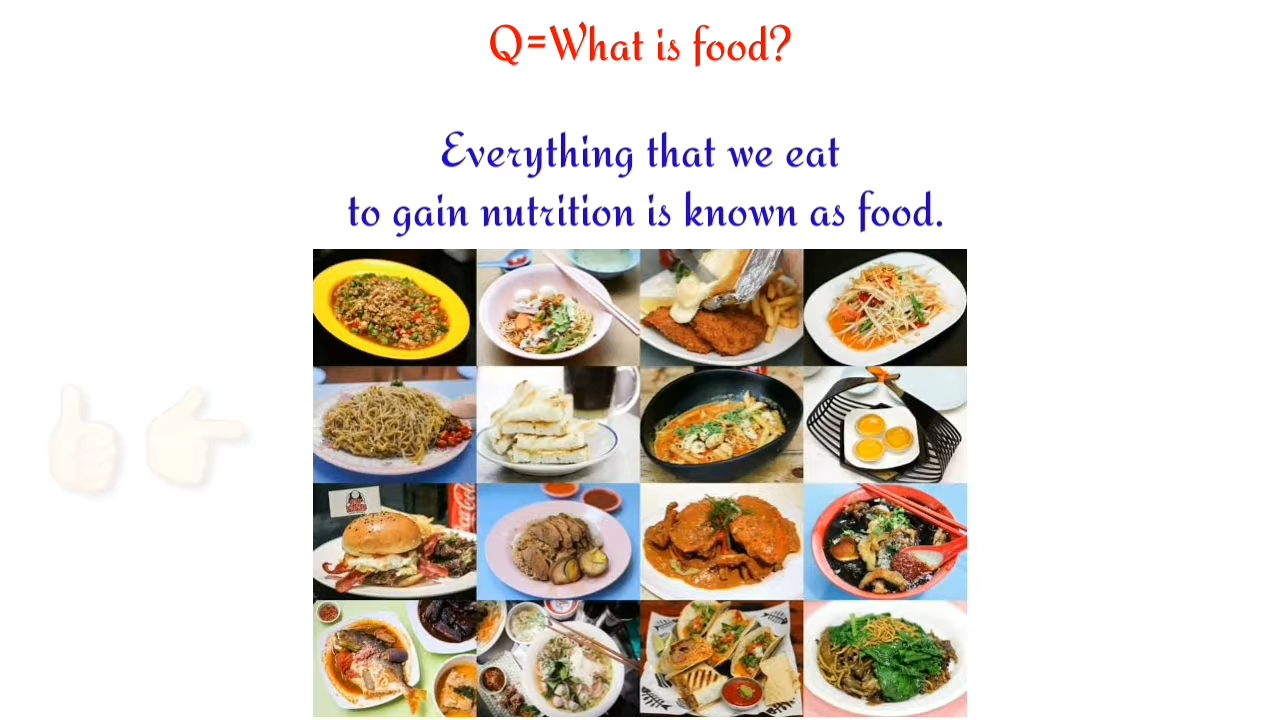 Q=What is food?
Everything that we eat
to gain nutrition is known as food.